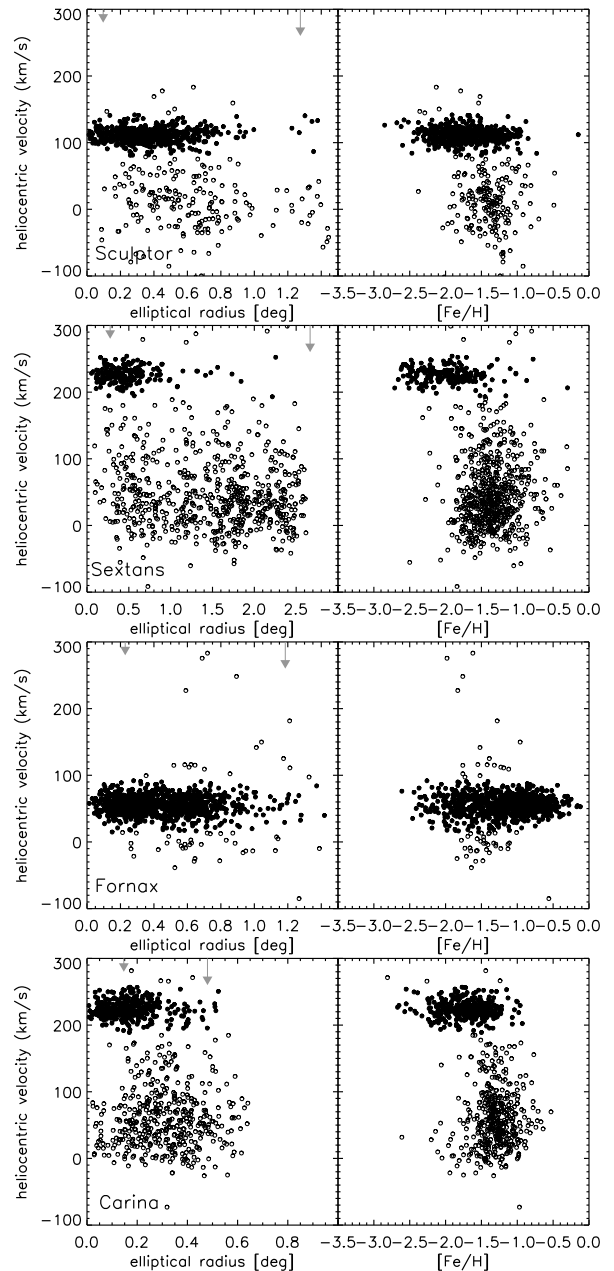 300
200
100
0
−100
heliocentric velocity (km/s)
Sculptor
0.0 0.2 0.4 0.6 0.8 1.0 1.2
elliptical radius [deg]
−3.5−3.0−2.5−2.0−1.5−1.0−0.5 0.0
[Fe/H]
300
200
100
0
−100
heliocentric velocity (km/s)
Sextans
0.0 0.5 1.0 1.5 2.0 2.5
elliptical radius [deg]
−3.5−3.0−2.5−2.0−1.5−1.0−0.5 0.0
[Fe/H]
300
200
100
0
−100
heliocentric velocity (km/s)
Fornax
0.0 0.2 0.4 0.6 0.8 1.0 1.2
elliptical radius [deg]
−3.5−3.0−2.5−2.0−1.5−1.0−0.5 0.0
[Fe/H]
300
200
100
0
−100
heliocentric velocity (km/s)
Carina
0.0 0.2 0.4 0.6 0.8
elliptical radius [deg]
−3.5−3.0−2.5−2.0−1.5−1.0−0.5 0.0
[Fe/H]